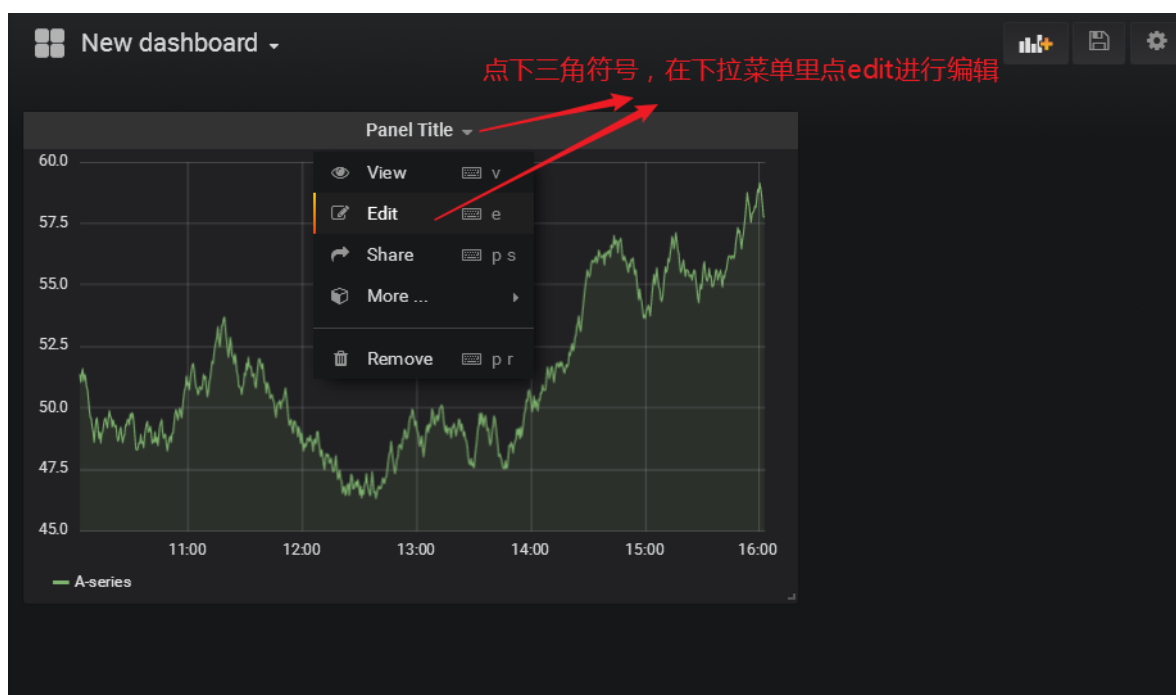 New dashboard
点下三角符号，在下拉菜单里点edit进行编辑
Panel Title
60.0
57.5
55.0
52.5
50.0
47.5
45.0
View v
Edit e
Share p s
More ...
Remove p r
11:00 12:00 13:00 14:00 15:00 16:00
A-series